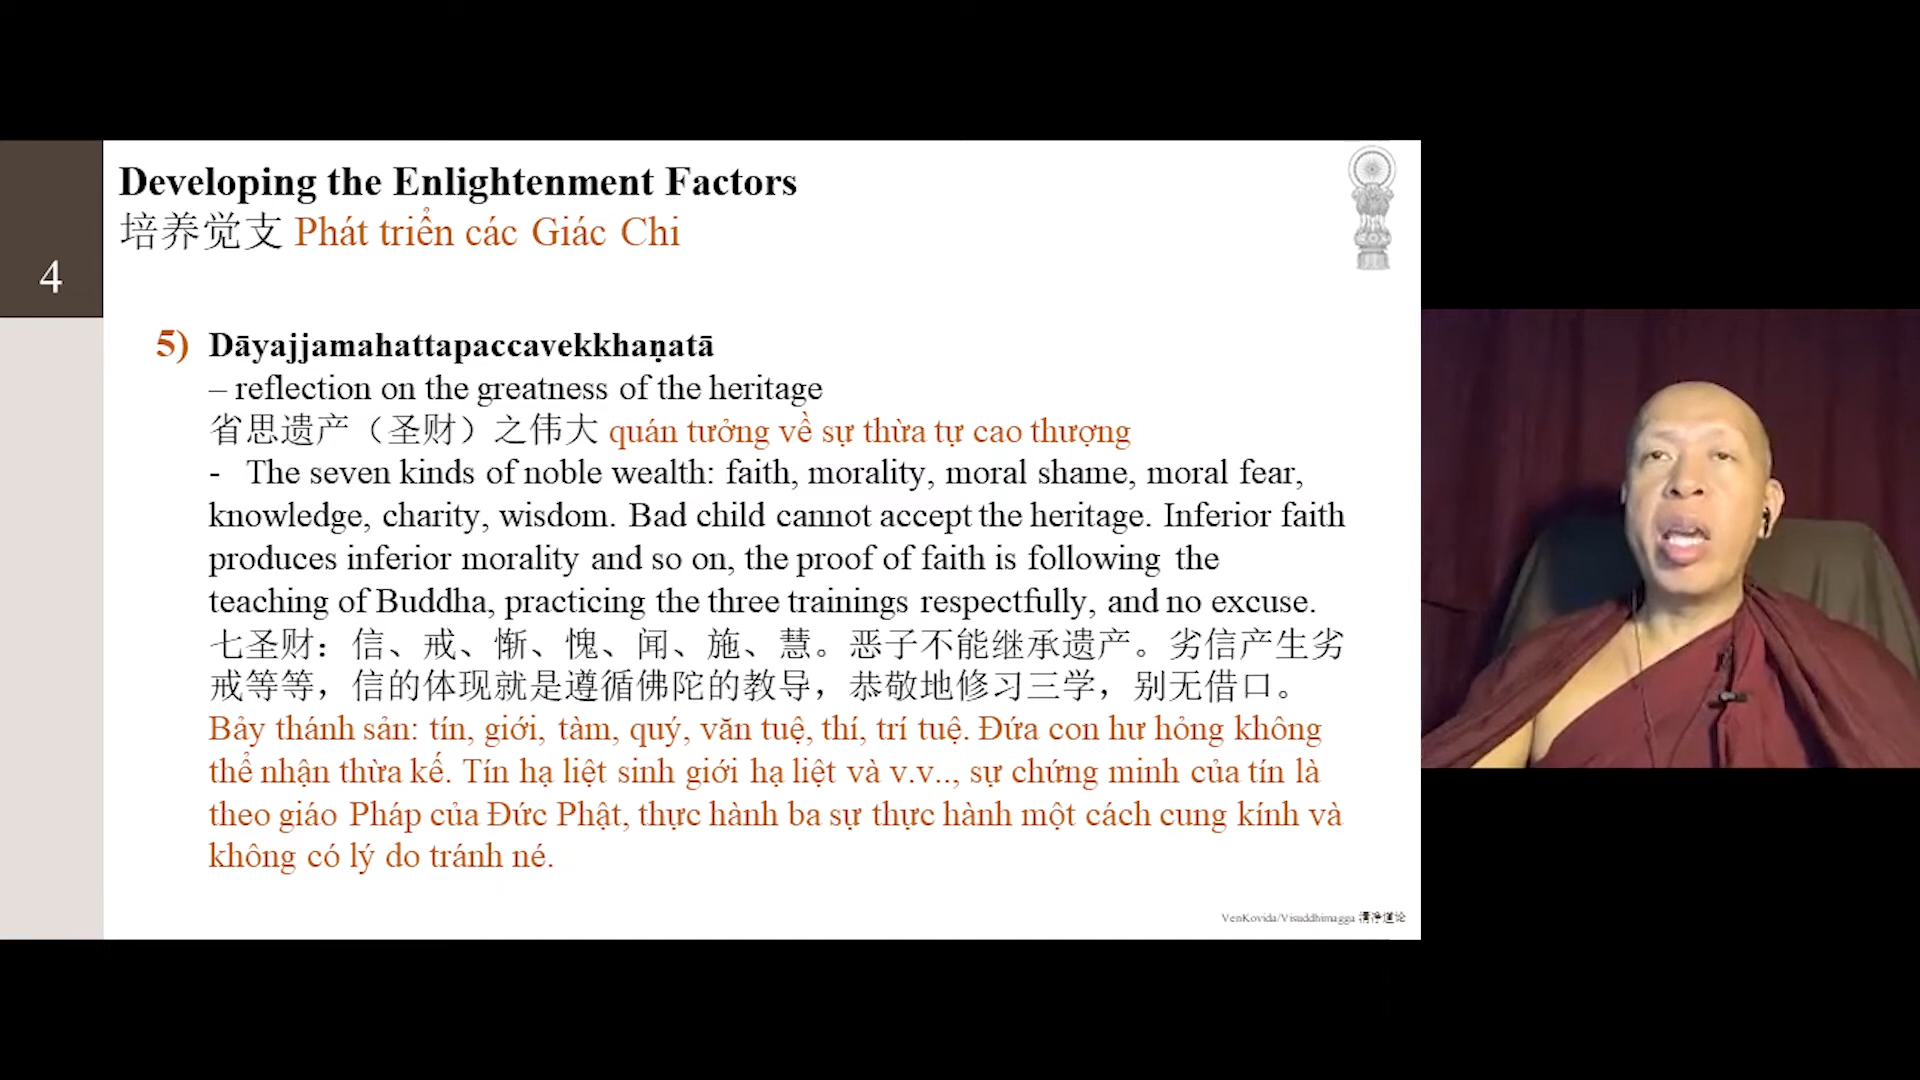 Developing the Enlightenment Factors
培养觉支 Phát triển các Giác Chi
4
5) Dāyajjamahattapaccavekkhaṇatā
– reflection on the greatness of the heritage
省思遗产（圣财）之伟大 quán tưởng về sự thừa tự cao thượng
- The seven kinds of noble wealth: faith, morality, moral shame, moral fear,
knowledge, charity, wisdom. Bad child cannot accept the heritage. Inferior faith
produces inferior morality and so on, the proof of faith is following the
teaching of Buddha, practicing the three trainings respectfully, and no excuse.
七圣财：信、戒、惭、愧、闻、施、慧。恶子不能继承遗产。劣信产生劣
戒等等，信的体现就是遵循佛陀的教导，恭敬地修习三学，别无借口。
Bảy thánh sản: tín, giới, tàm, quý, văn tuệ, thí, trí tuệ. Đứa con hư hỏng không
thể nhận thừa kế. Tín hạ liệt sinh giới hạ liệt và v.v.., sự chứng minh của tín là
theo giáo Pháp của Đức Phật, thực hành ba sự thực hành một cách cung kính và
không có lý do tránh né.
VenKovida/Visuddhimagga 清净道论